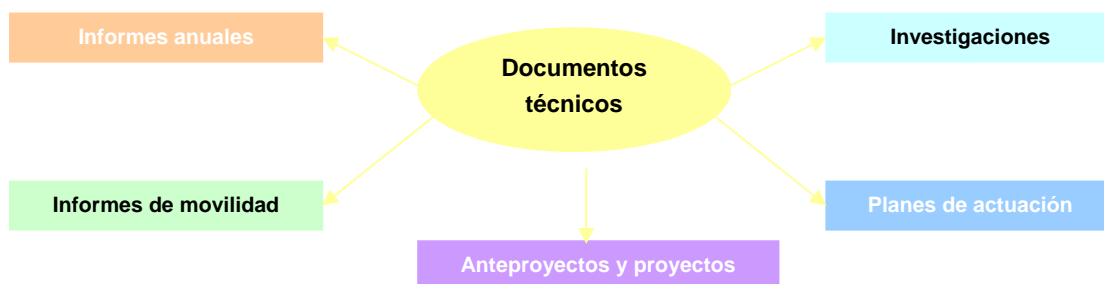 Informes anuales
Documentos
técnicos
Investigaciones
Informes de movilidad
Planes de actuación
Anteproyectos y proyectos